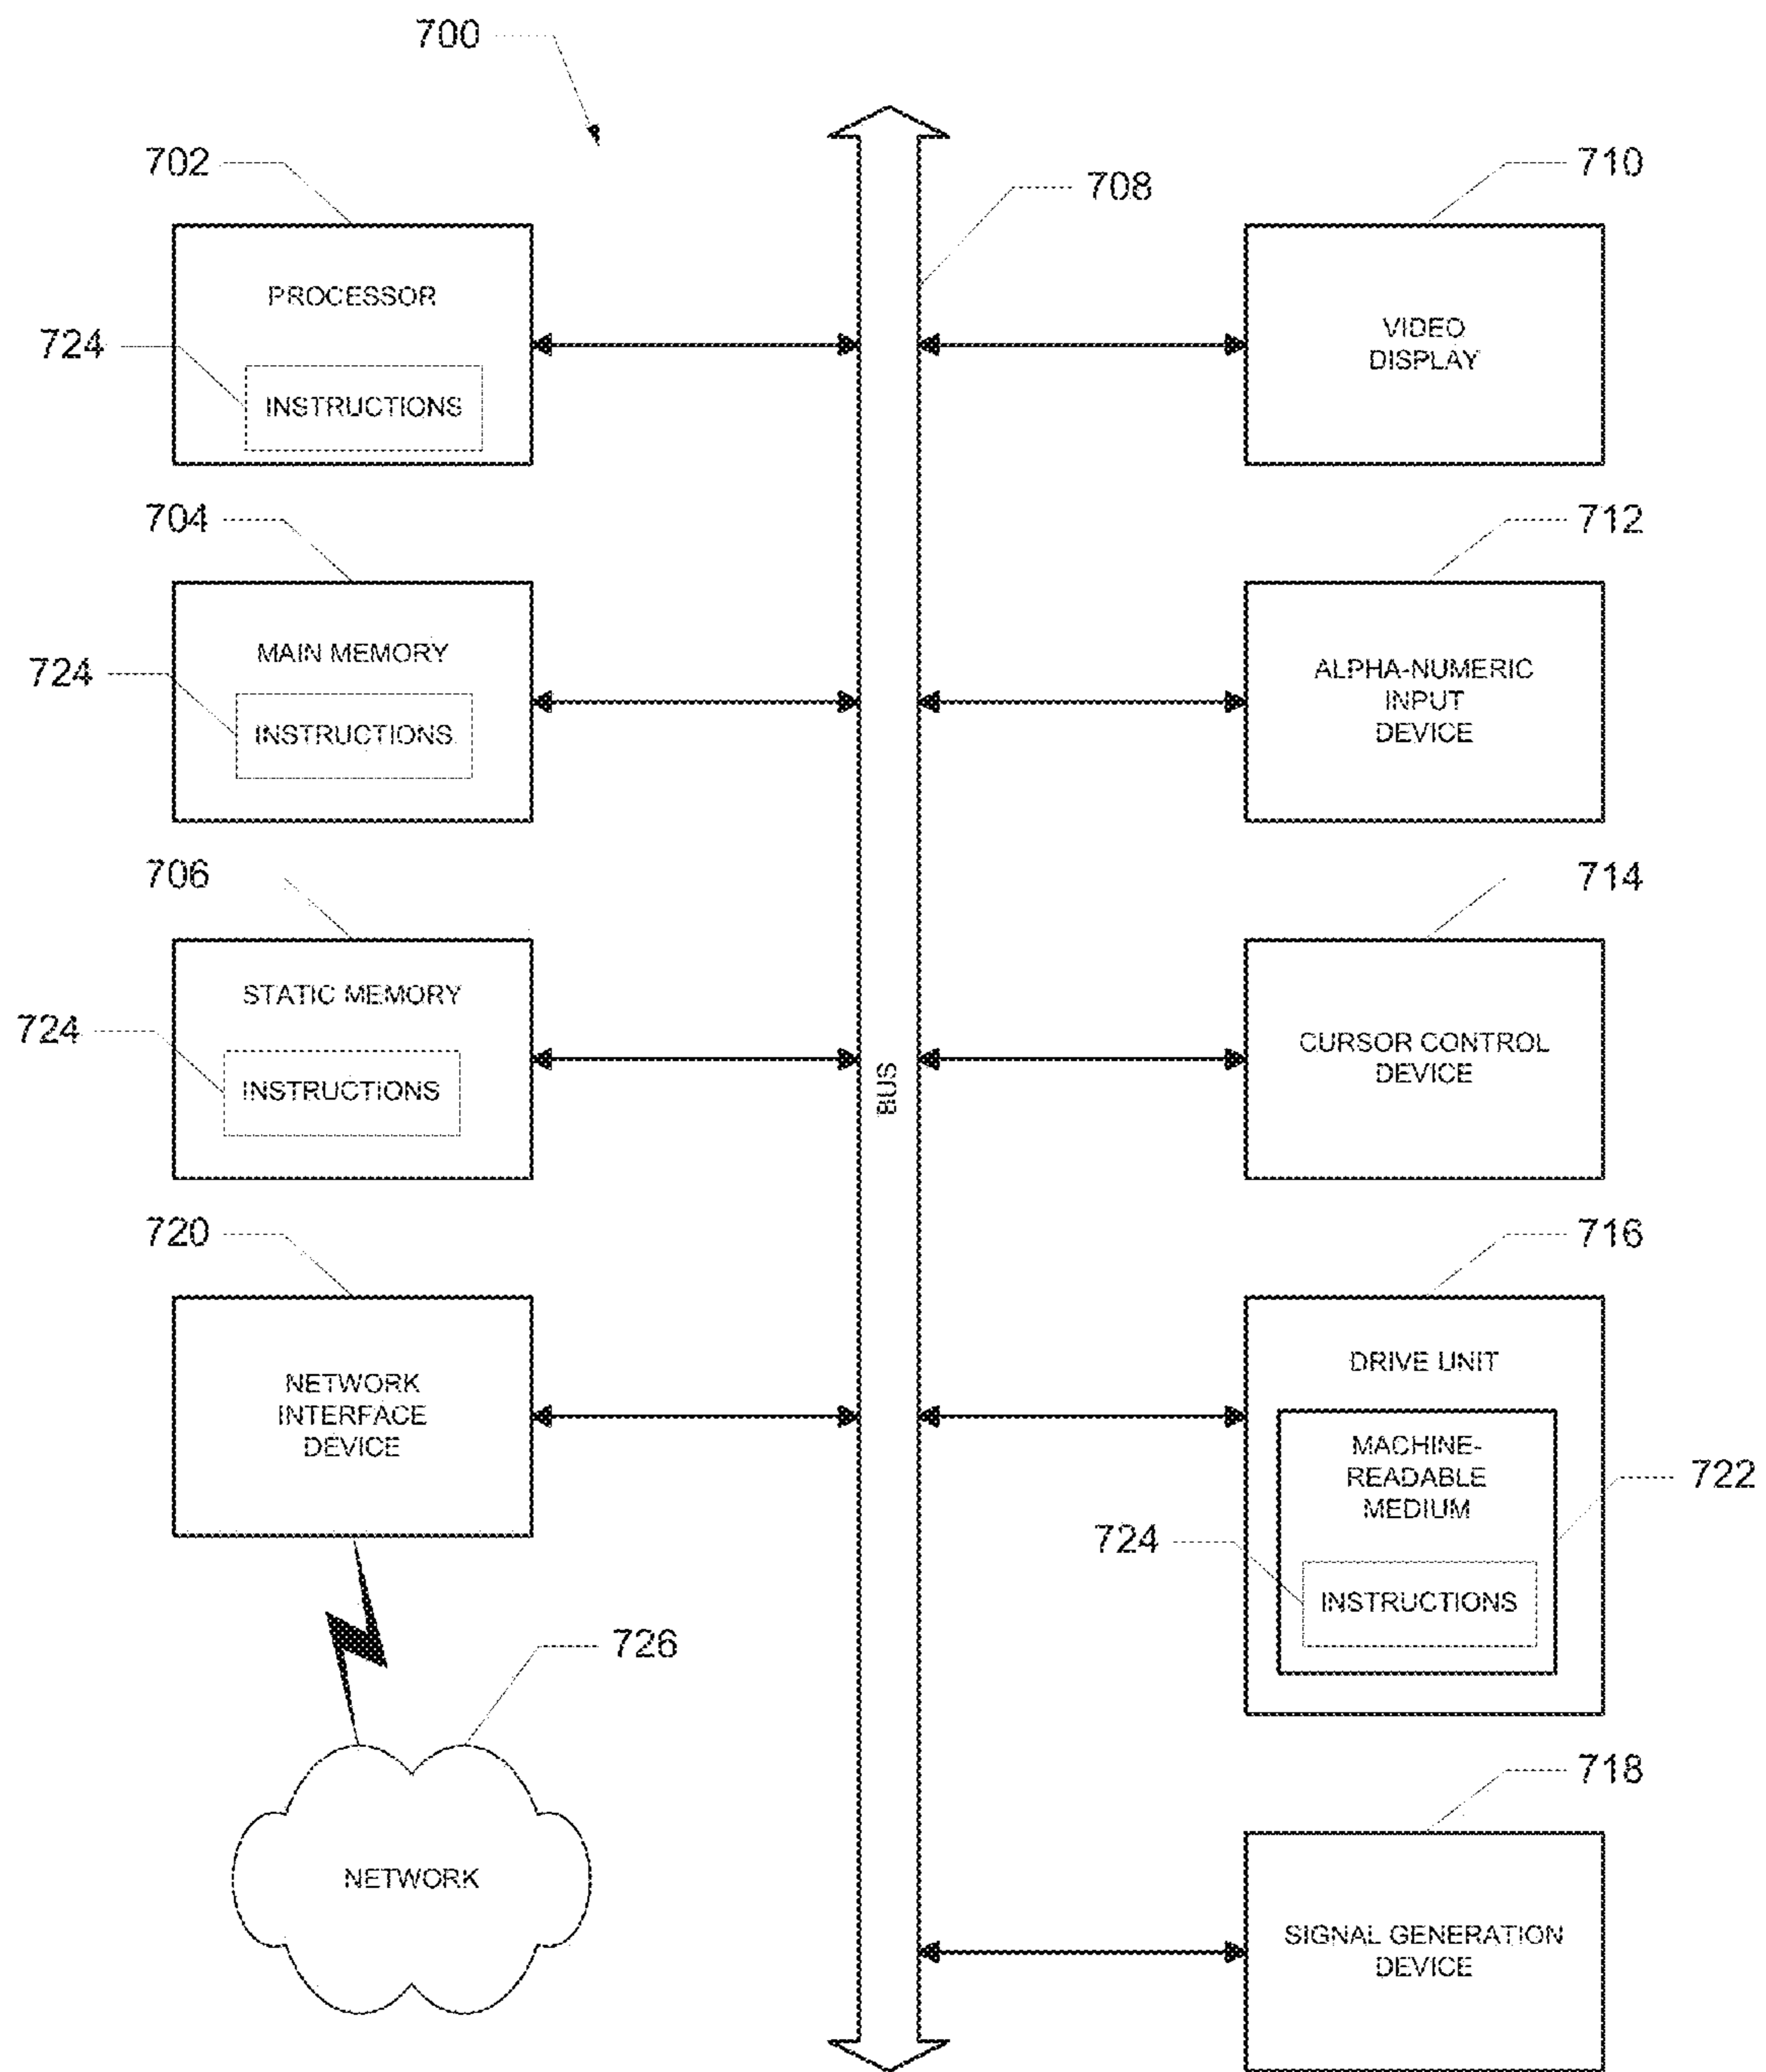 700
702
708
710
PROCESSOR
724
INSTRUCTIONS
VIDEO
DISPLAY
704
712
MAIN MEMORY
724
INSTRUCTIONS
ALPHA-NUMERIC
INPUT
DEVICE
706
714
STATIC MEMORY
724
INSTRUCTIONS
BUS
CURSOR CONTROL
DEVICE
720
716
NETWORK
INTERFACE
DEVICE
DRIVE UNIT
MACHINE-
READABLE
MEDIUM
722
724
INSTRUCTIONS
726
NETWORK
718
SIGNAL GENERATION
DEVICE